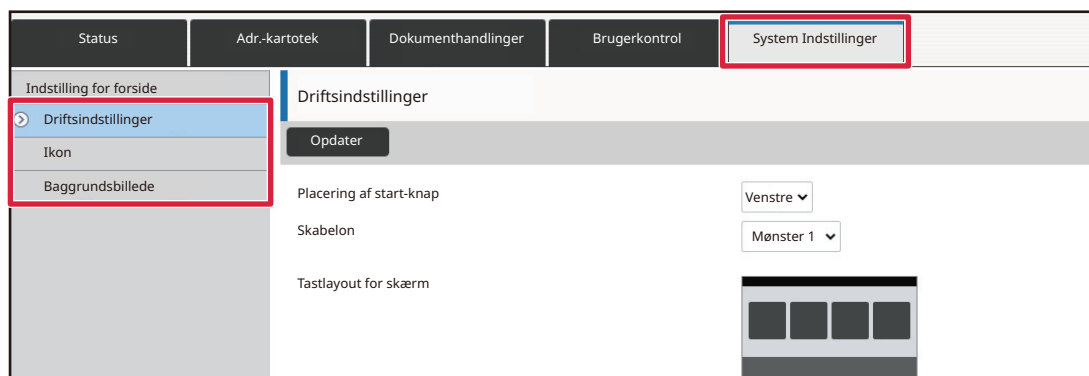 Status
Adr.-kartotek
Dokumenthandlinger
Brugerkontrol
System Indstillinger
Indstilling for forside
Driftsindstillinger
Ikon
Baggrundsbillede
Driftsindstillinger
Opdater
Placering af start-knap
Venstre
Skabelon
Mønster 1
Tastlayout for skærm